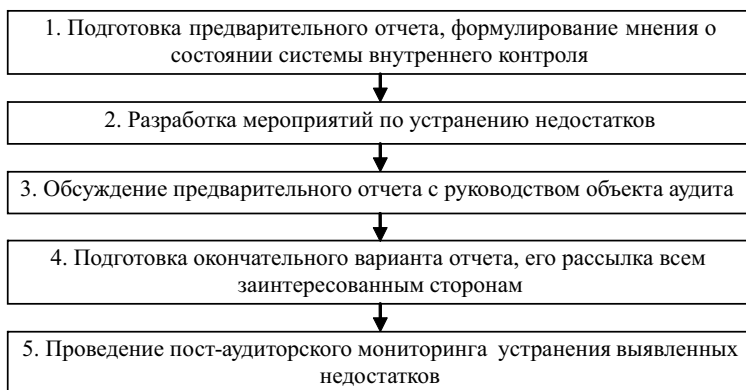 1. Подготовка предварительного отчета, формулирование мнения о
состоянии системы внутреннего контроля
2. Разработка мероприятий по устранению недостатков
3. Обсуждение предварительного отчета с руководством объекта аудита
4. Подготовка окончательного варианта отчета, его рассылка всем
заинтересованным сторонам
5. Проведение пост-аудиторского мониторинга устранения выявленных
недостатков